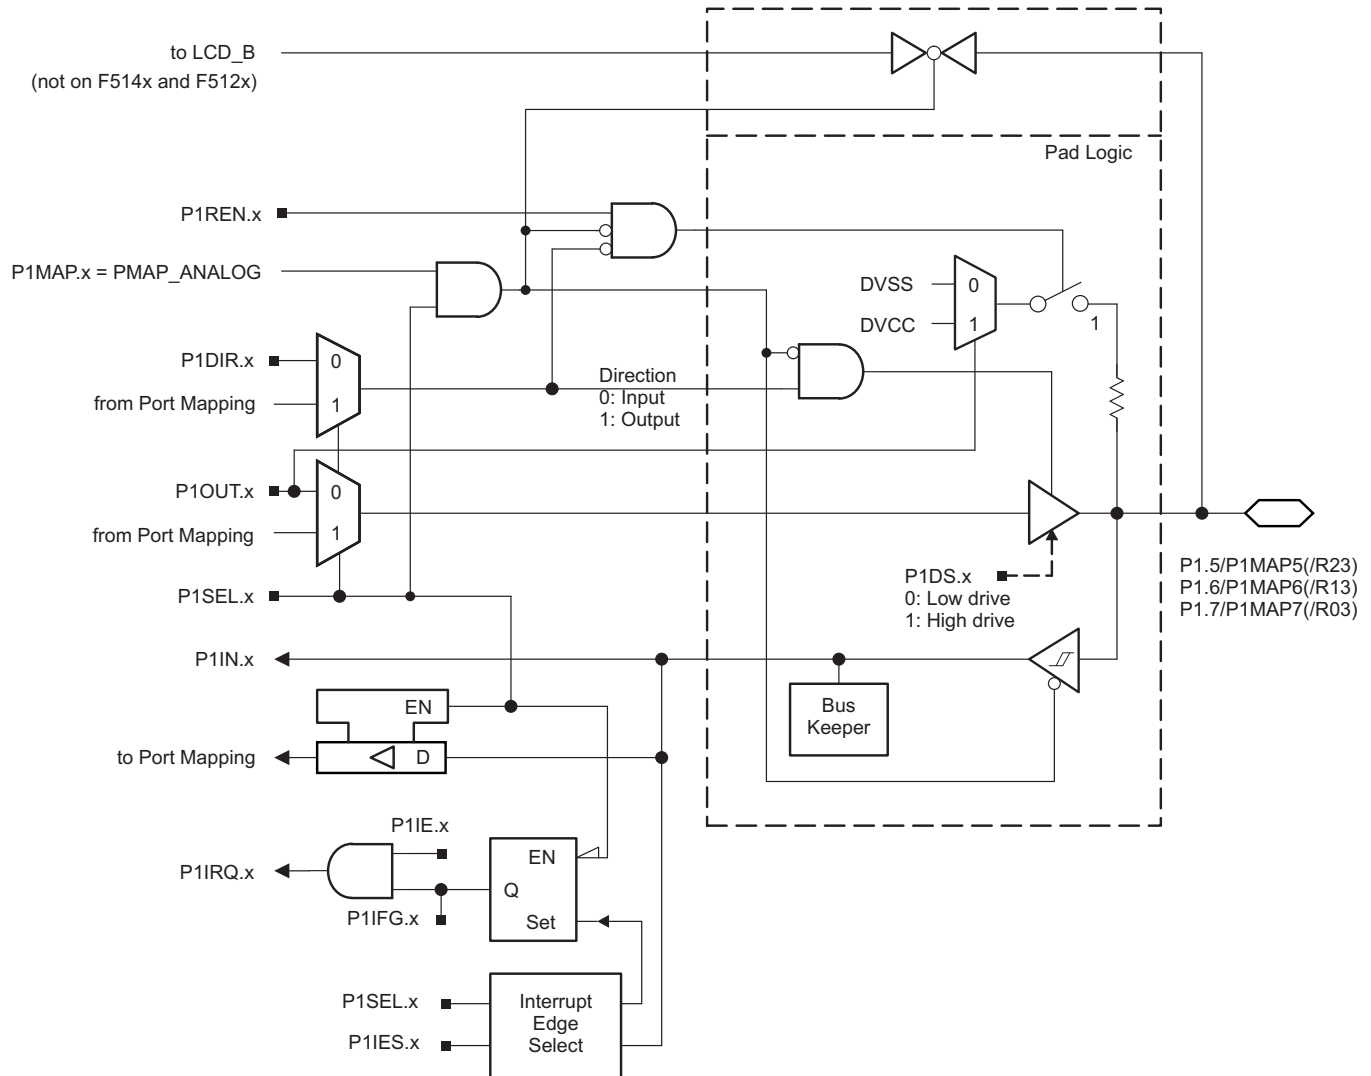 to LCD_B
(not on F514x and F512x)
Pad Logic
P1REN.x
P1MAP.x = PMAP_ANALOG
DVSS
0
DVCC
1
1
P1DIR.x
0
from Port Mapping
1
Direction
0: Input
1: Output
P1OUT.x
0
from Port Mapping
1
P1DS.x
0: Low drive
1: High drive
P1.5/P1MAP5(/R23)
P1.6/P1MAP6(/R13)
P1.7/P1MAP7(/R03)
P1SEL.x
P1IN.x
EN
Bus
Keeper
to Port Mapping
D
P1IE.x
P1IRQ.x
EN
Q
P1IFG.x
Set
P1SEL.x
P1IES.x
Interrupt
Edge
Select